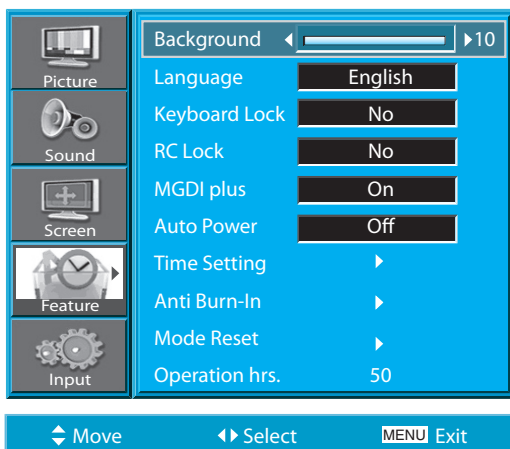 Picture
Sound
Screen
Feature
Input
Background 10
Language English
Keyboard Lock No
RC Lock No
MGDI plus On
Auto Power Off
Time Setting
Anti Burn-In
Mode Reset
Operation hrs. 50
Move Select MENU Exit